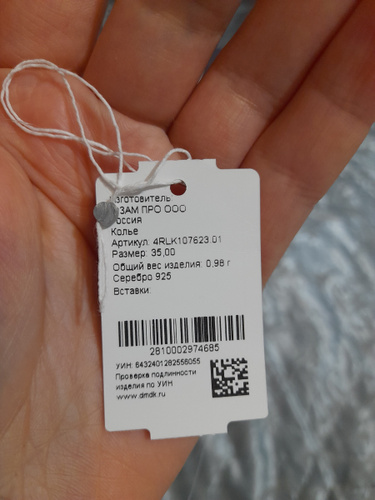 зготовитель
ЗАМ ПРО ООО
оссия
Колье
Артикул: 4RLK107623.01
Размер: 35,00
Общий вес изделия: 0,98 г
Серебро 925
Вставки:
2810002974685
УИН: 6432401282556055
Проверка подлинности
изделия по УИН
www.dmdk.ru